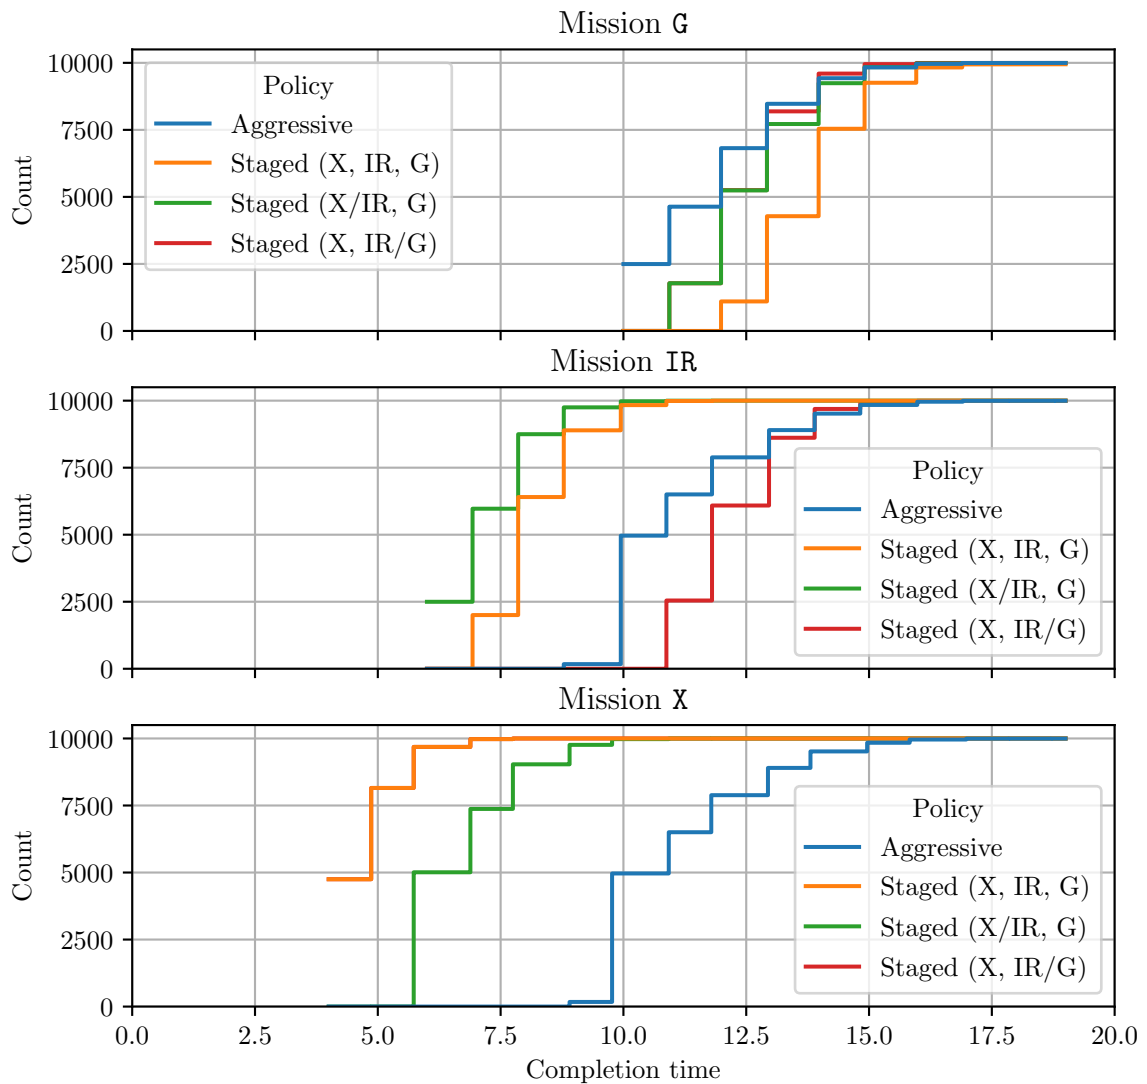 Mission G
10000
7500
5000
2500
0
Count
Policy
Aggressive
Staged (X, IR, G)
Staged (X/IR, G)
Staged (X, IR/G)
Mission IR
10000
7500
5000
2500
0
Count
Policy
Aggressive
Staged (X, IR, G)
Staged (X/IR, G)
Staged (X, IR/G)
Mission X
10000
7500
5000
2500
0
Count
Policy
Aggressive
Staged (X, IR, G)
Staged (X/IR, G)
Staged (X, IR/G)
0.0 2.5 5.0 7.5 10.0 12.5 15.0 17.5 20.0
Completion time